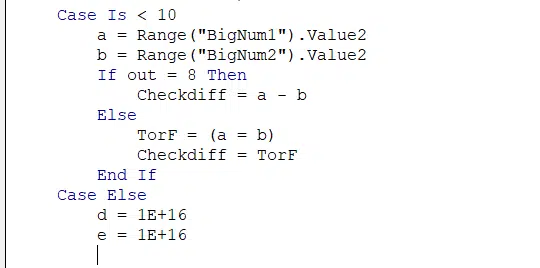 Case Is < 10
a = Range("BigNum1").Value2
b = Range("BigNum2").Value2
If out = 8 Then
Checkdiff = a - b
Else
TorF = (a = b)
Checkdiff = TorF
End If
Case Else
d = 1E+16
e = 1E+16